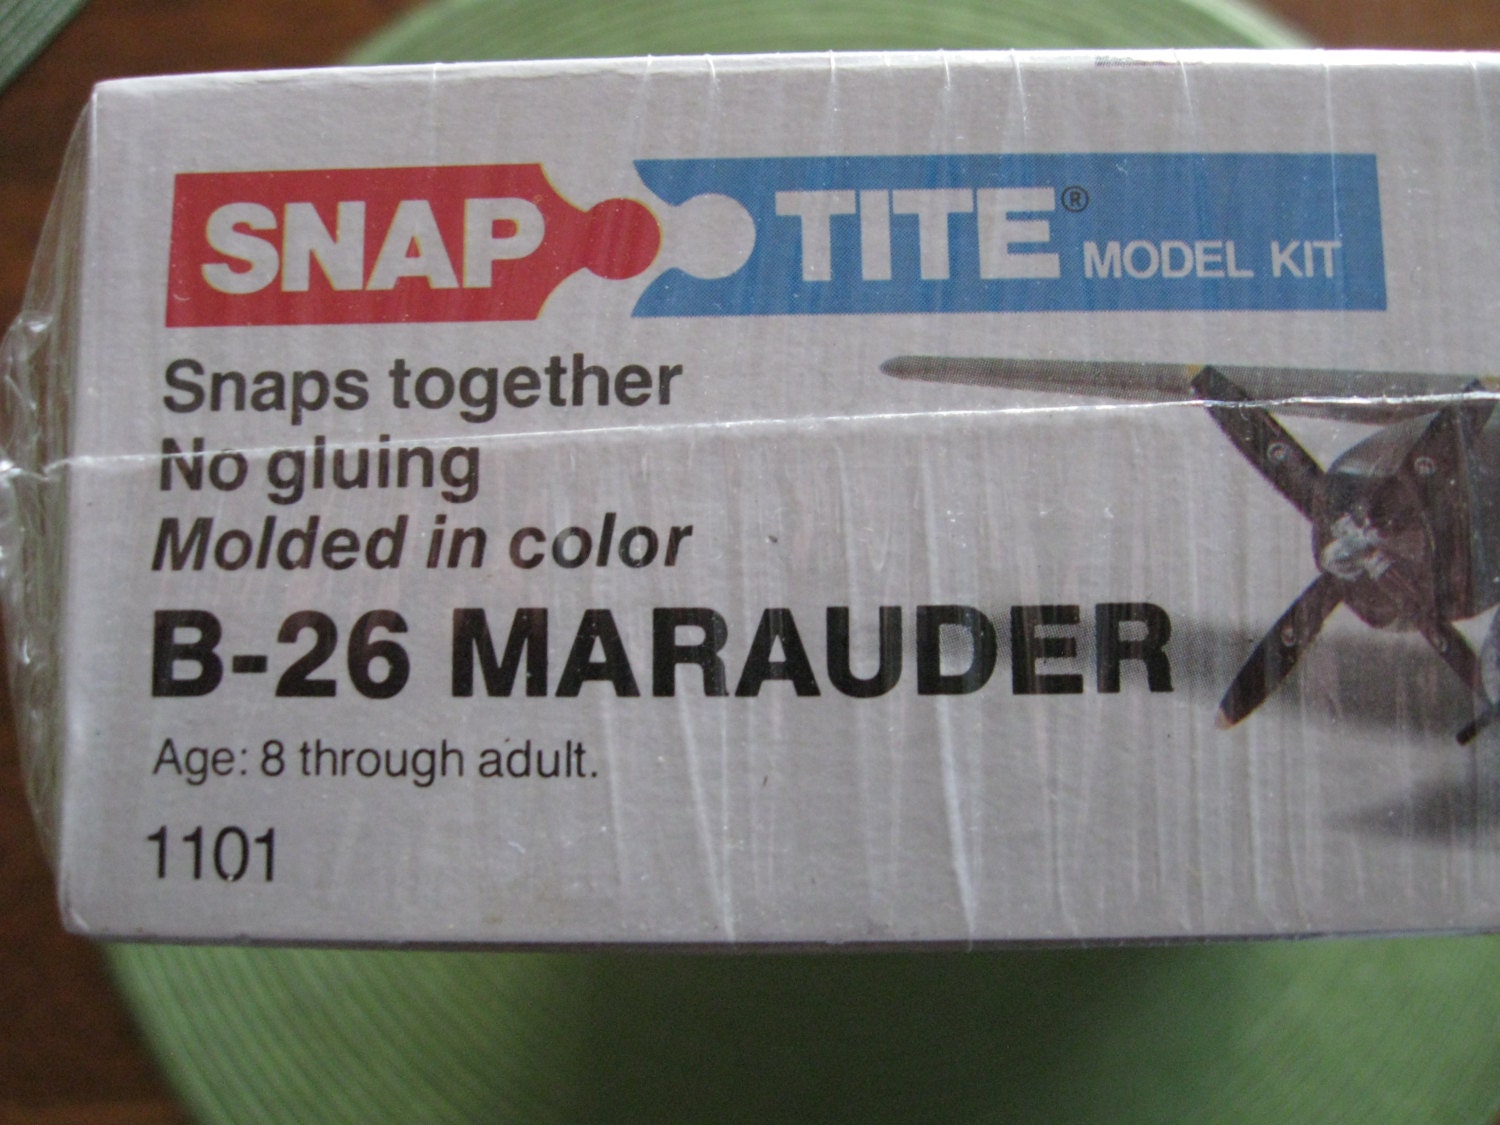 SNAP TITE® MODEL KIT
Snaps together
No gluing
Molded in color
B-26 MARAUDER
Age: 8 through adult.
1101